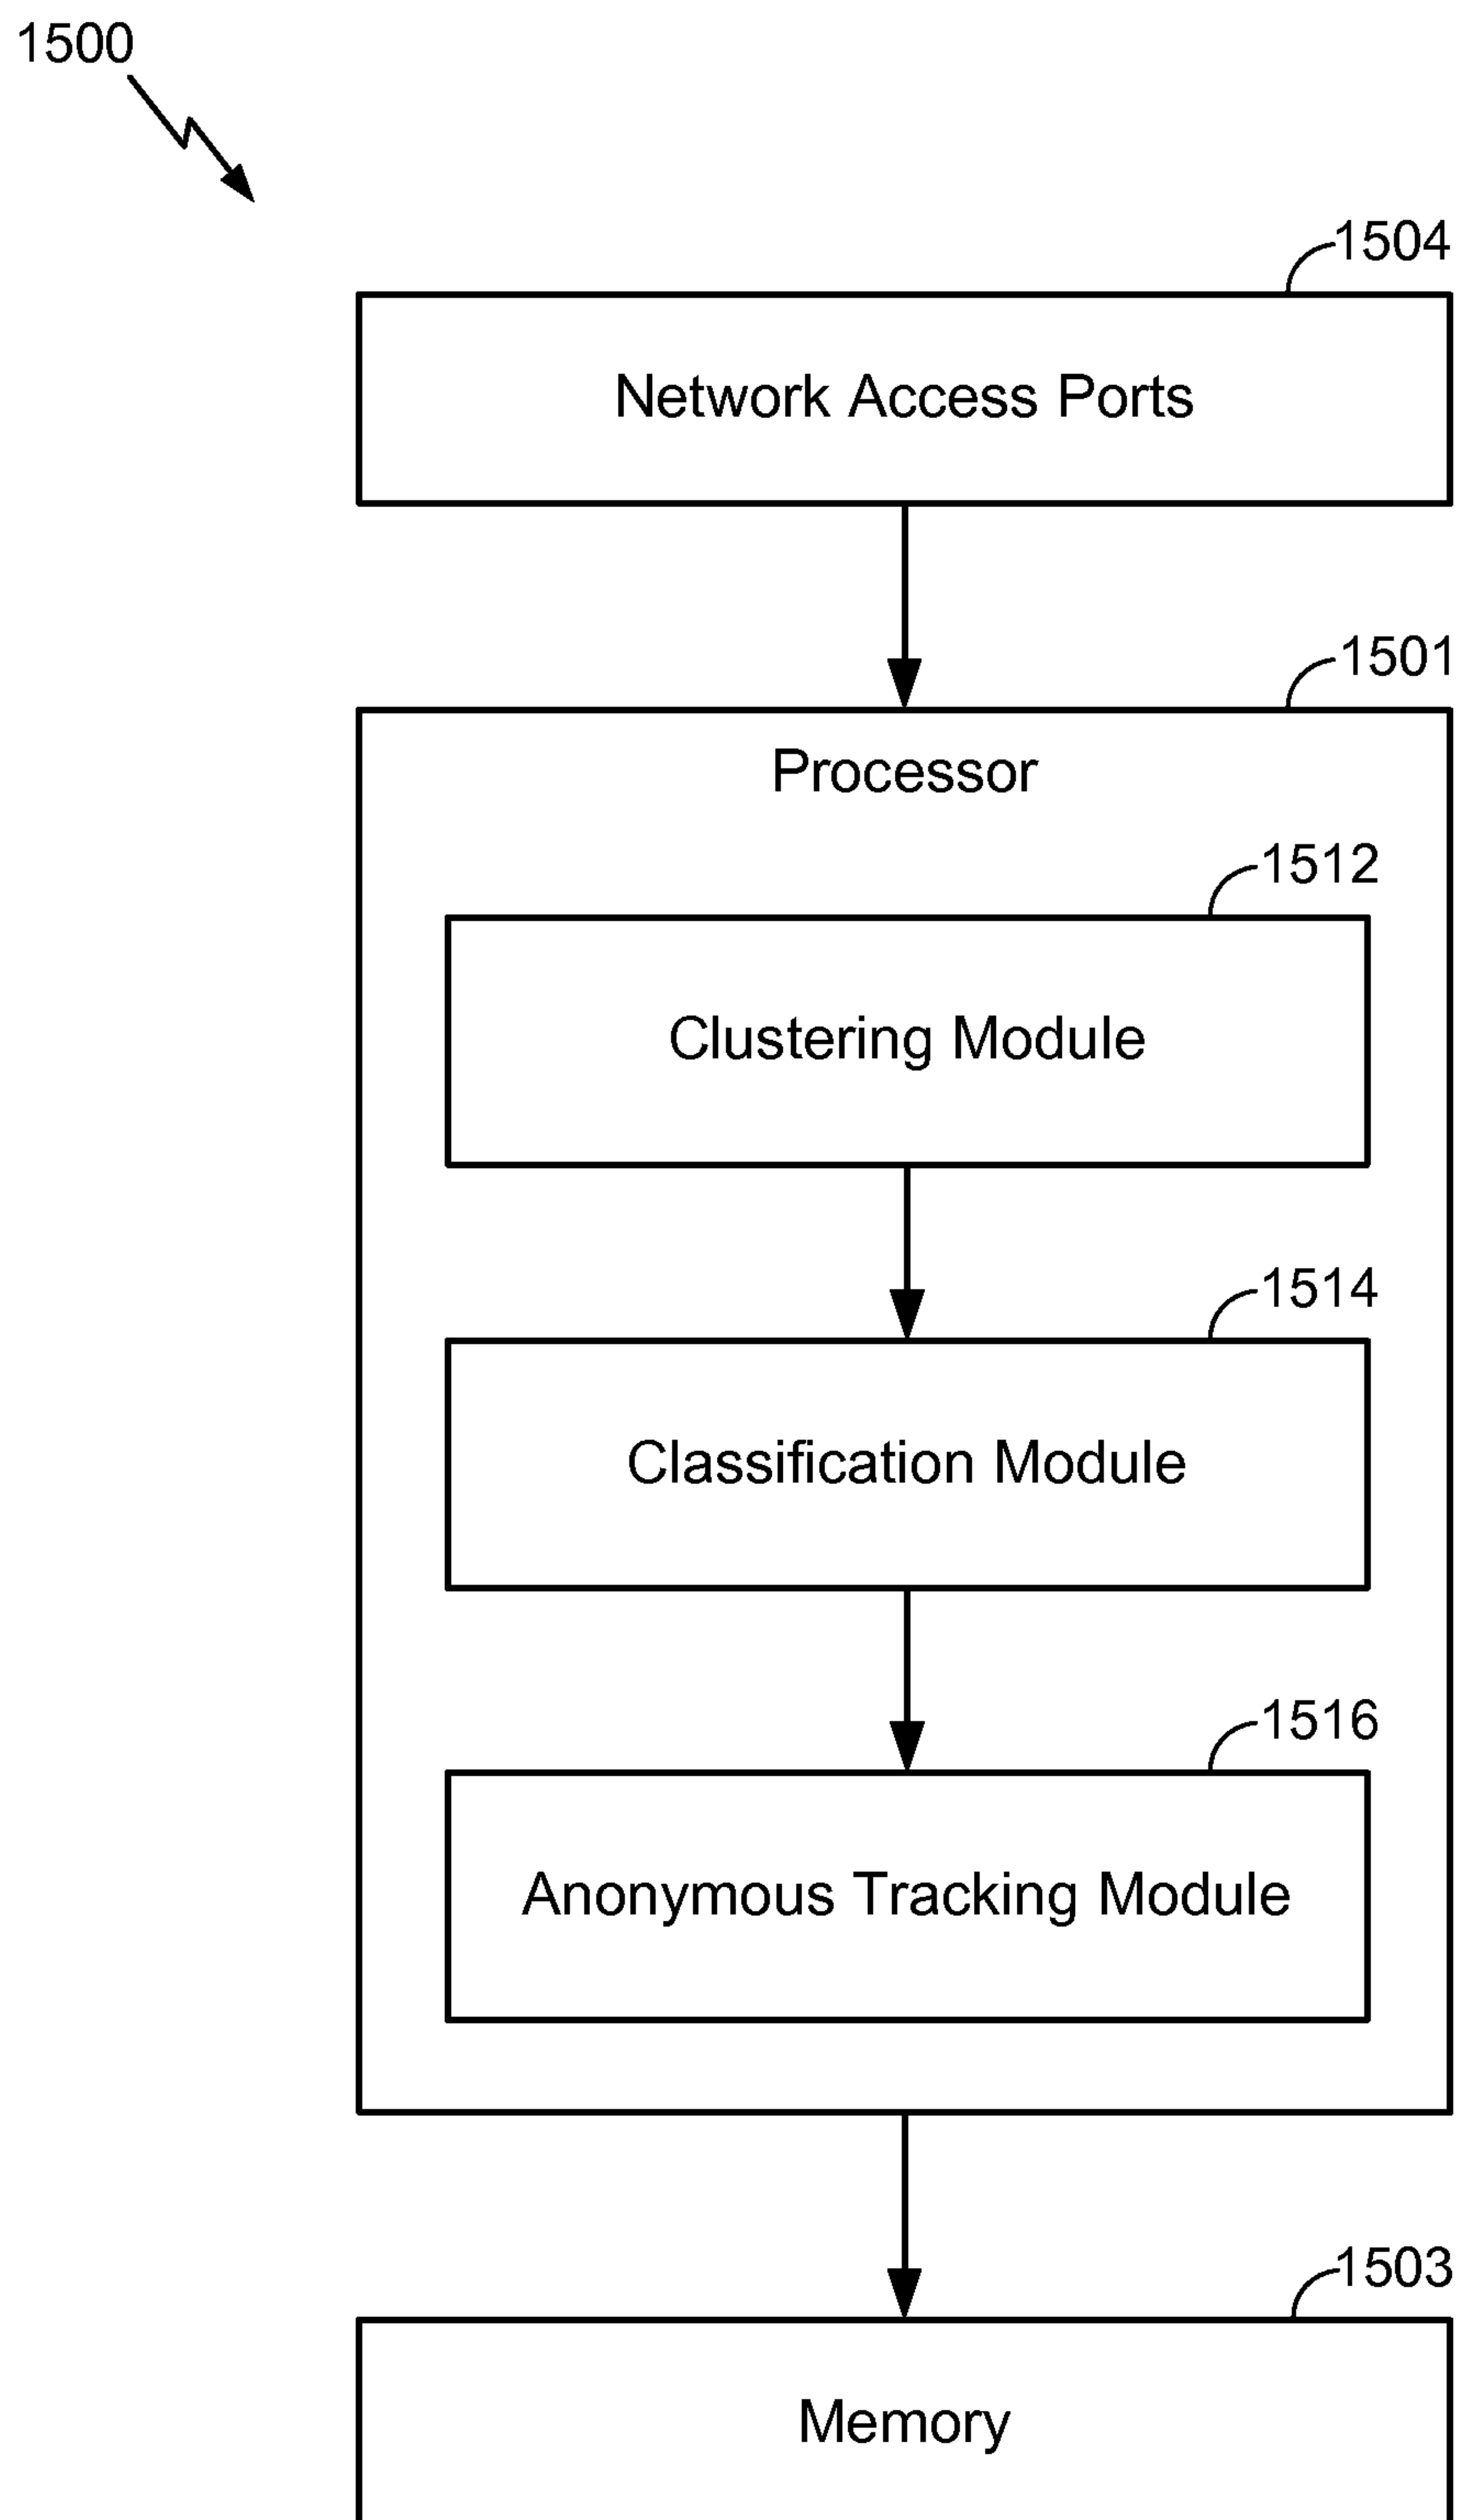 1500
1504
Network Access Ports
1501
Processor
1512
Clustering Module
1514
Classification Module
1516
Anonymous Tracking Module
1503
Memory